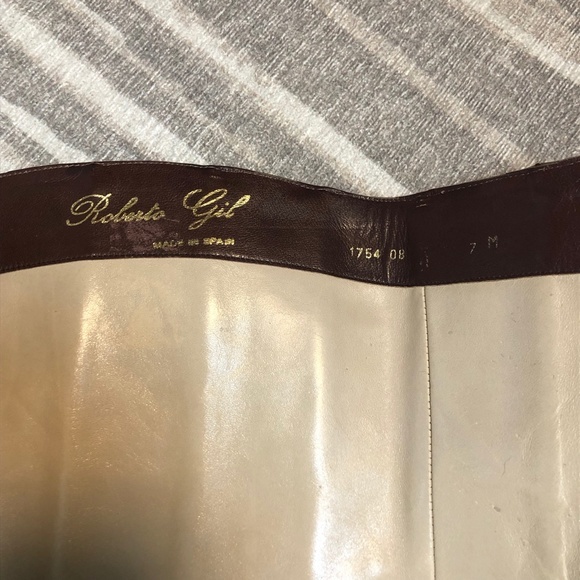 Roberto Gil
MADE IN SPAIN
1754 08 7 M